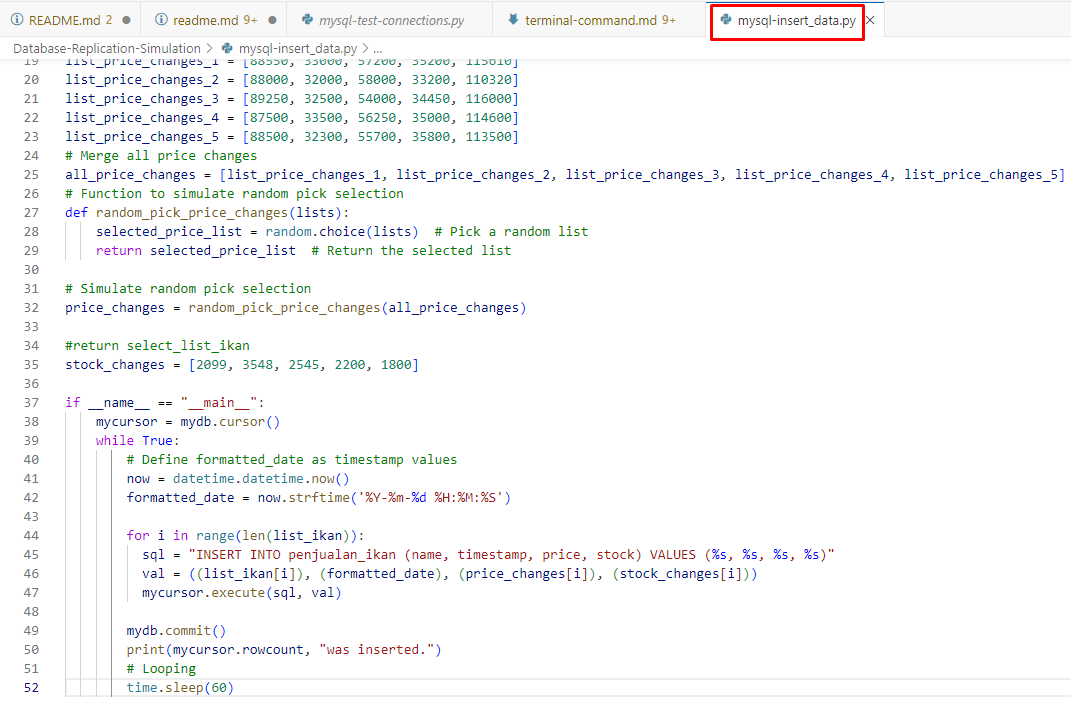 README.md 2
readme.md 9+
mysql-test-connections.py
terminal-command.md 9+
mysql-insert_data.py
Database-Replication-Simulation > mysql-insert_data.py > ...
19 list_price_changes_1 = [88550, 33000, 57200, 35200, 115610]
20 list_price_changes_2 = [88000, 32000, 58000, 33200, 110320]
21 list_price_changes_3 = [89250, 32500, 54000, 34450, 116000]
22 list_price_changes_4 = [87500, 33500, 56250, 35000, 114600]
23 list_price_changes_5 = [88500, 32300, 55700, 35800, 113500]
24 # Merge all price changes
25 all_price_changes = [list_price_changes_1, list_price_changes_2, list_price_changes_3, list_price_changes_4, list_price_changes_5]
26 # Function to simulate random pick selection
27 def random_pick_price_changes(lists):
28     selected_price_list = random.choice(lists)  # Pick a random list
29     return selected_price_list  # Return the selected list
30
31 # Simulate random pick selection
32 price_changes = random_pick_price_changes(all_price_changes)
33
34 #return select_list_ikan
35 stock_changes = [2099, 3548, 2545, 2200, 1800]
36
37 if __name__ == "__main__":
38     mycursor = mydb.cursor()
39     while True:
40         # Define formatted_date as timestamp values
41         now = datetime.datetime.now()
42         formatted_date = now.strftime('%Y-%m-%d %H:%M:%S')
43
44         for i in range(len(list_ikan)):
45           sql = "INSERT INTO penjualan_ikan (name, timestamp, price, stock) VALUES (%s, %s, %s, %s)"
46           val = ((list_ikan[i]), (formatted_date), (price_changes[i]), (stock_changes[i]))
47           mycursor.execute(sql, val)
48
49         mydb.commit()
50         print(mycursor.rowcount, "was inserted.")
51         # Looping
52         time.sleep(60)